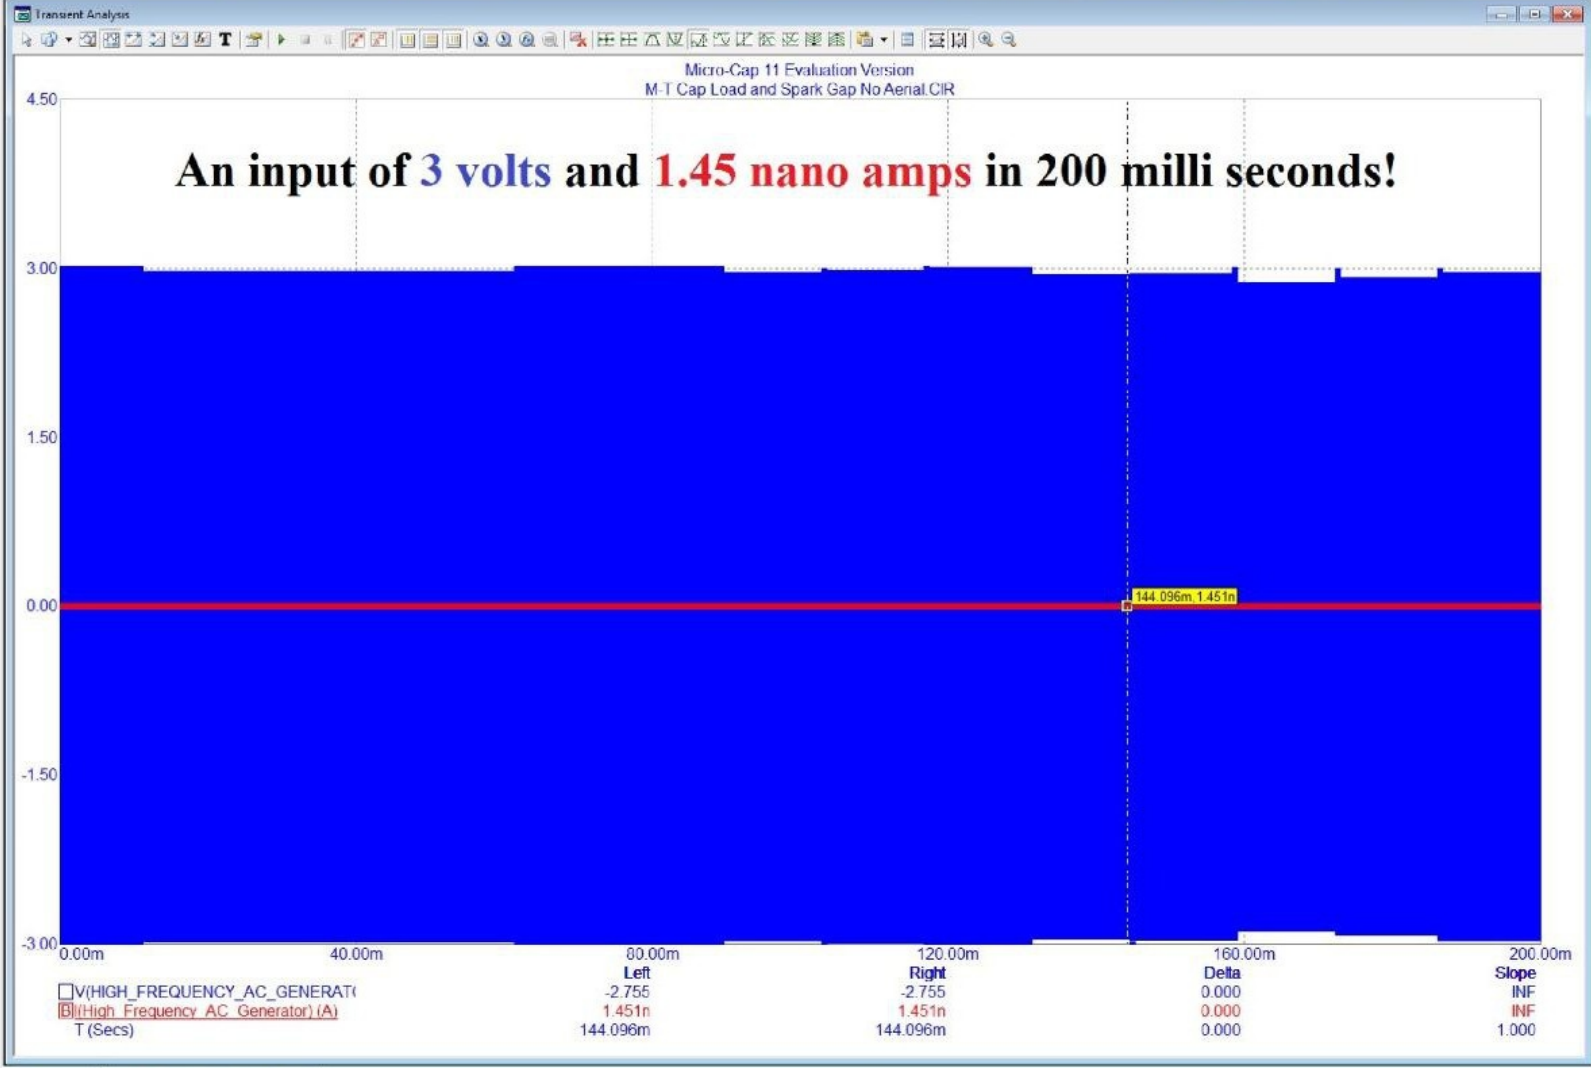 Transient Analysis
T
Micro-Cap 11 Evaluation Version
M-T Cap Load and Spark Gap No Aerial.CIR
4.50
An input of 3 volts and 1.45 nano amps in 200 milli seconds!
3.00
1.50
0.00
144.096m,1.451n
-1.50
-3.00
0.00m 40.00m 80.00m 120.00m 160.00m 200.00m
Left Right Delta Slope
V(HIGH_FREQUENCY_AC_GENERAT( -2.755 -2.755 0.000 INF
B I(High_Frequency_AC_Generator) (A) 1.451n 1.451n 0.000 INF
T (Secs) 144.096m 144.096m 0.000 1.000